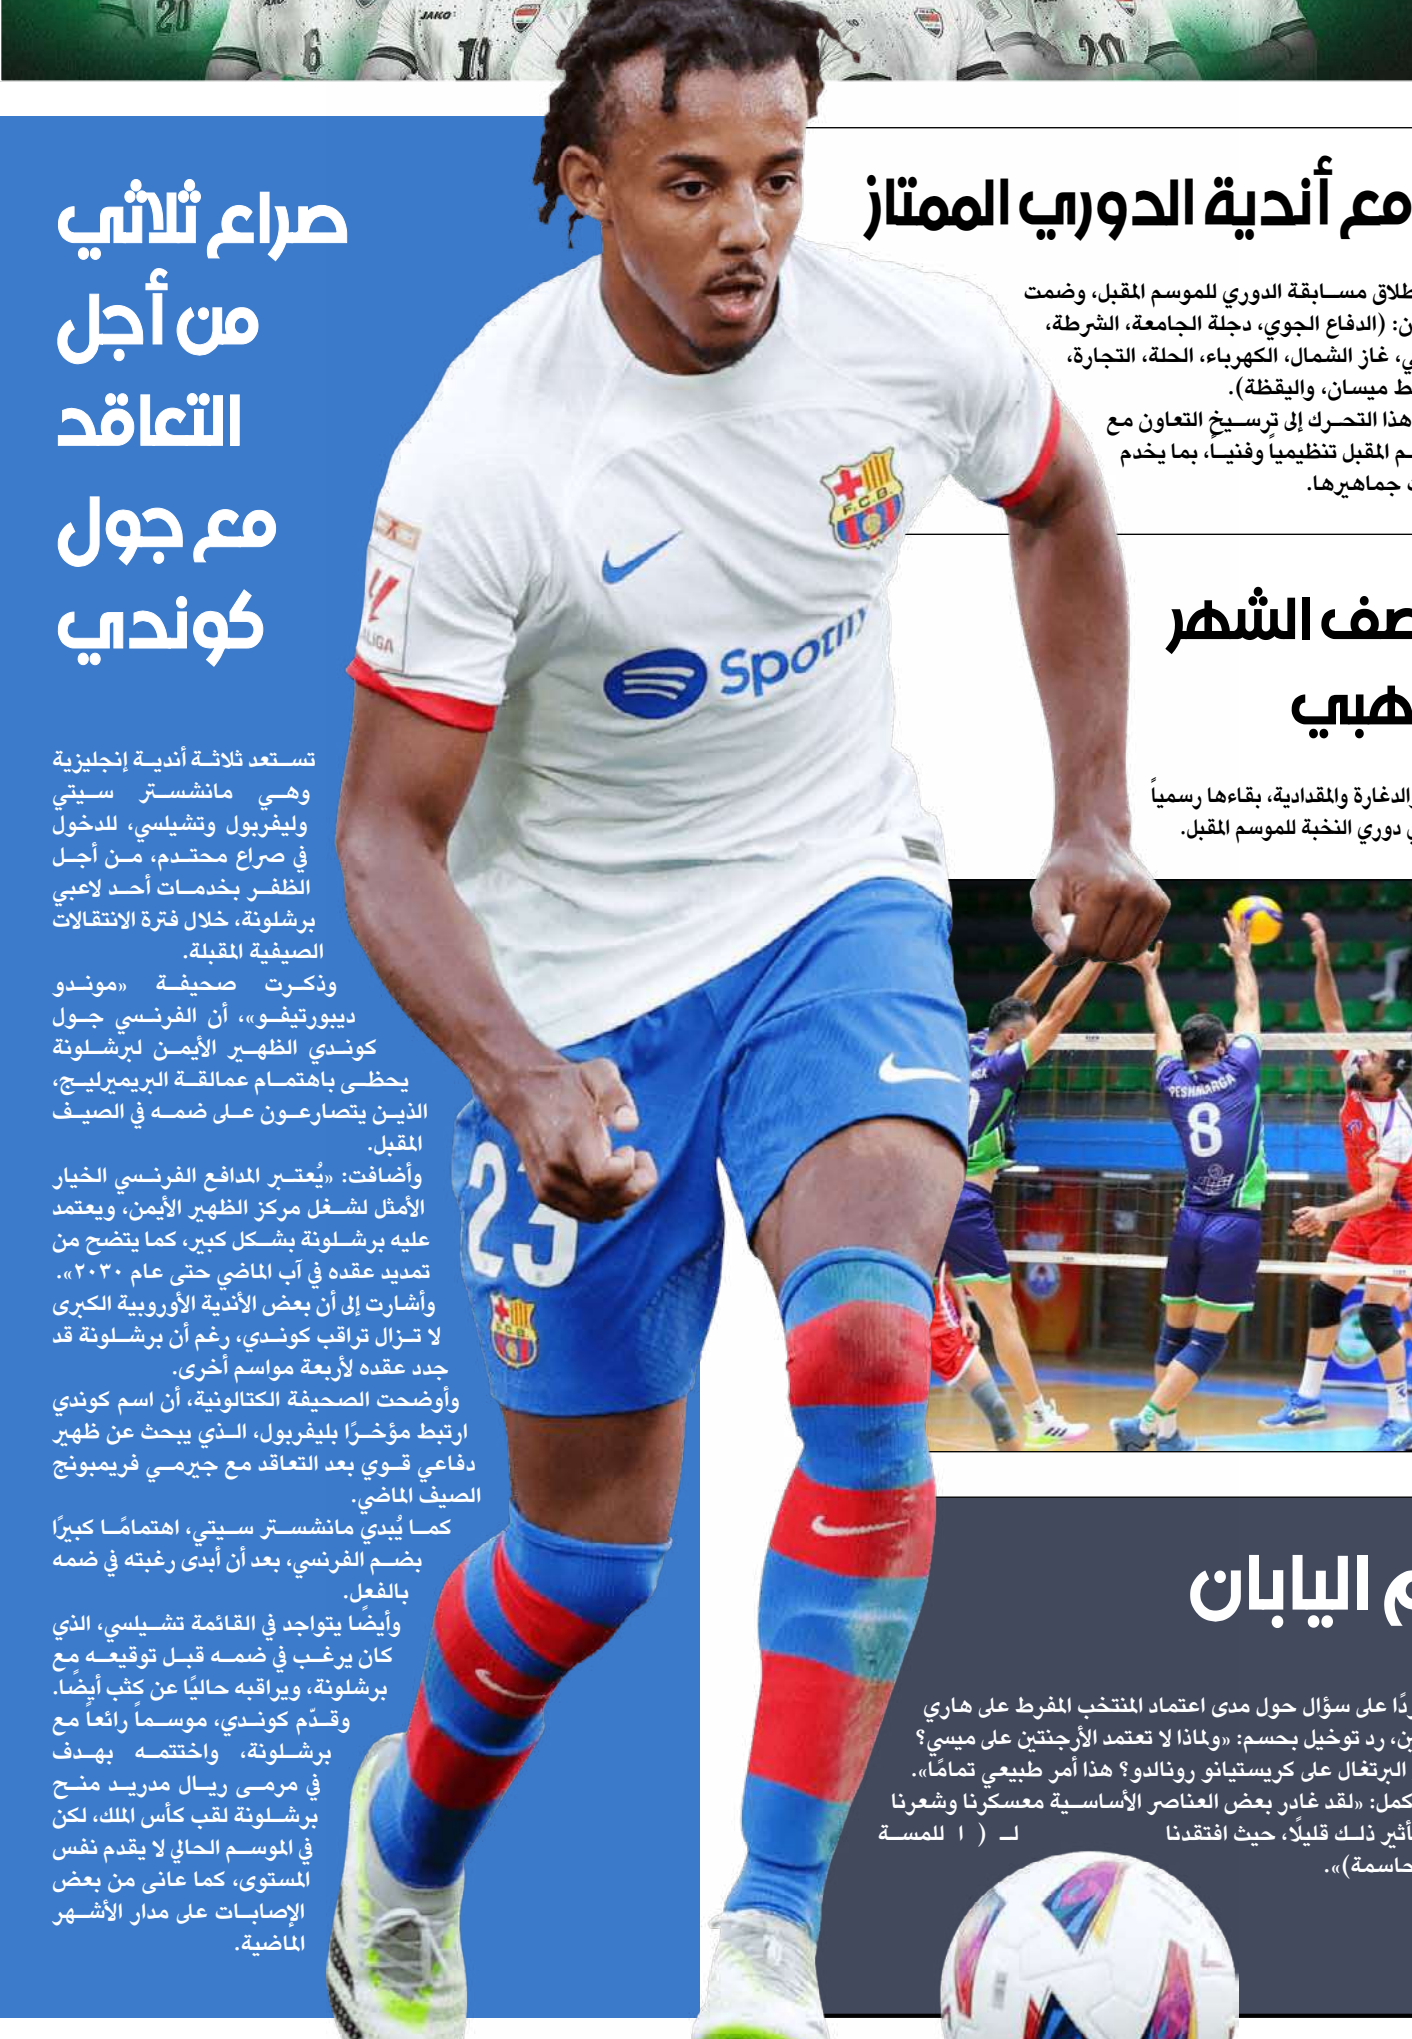 20
6
JAKO
19
20
مع أندية الدوري الممتاز
مسابقة الدوري للموسم المقبل، وضمت
(الدفاع الجوي، دجلة الجامعة، الشرطة،
غاز الشمال، الكهرباء، الحلة، التجارة،
ميسان، واليقظة).
هذا التحرك إلى ترسيخ التعاون مع
المقبل تنظيمياً وفنياً، بما يخدم
جماهيرها.
الشهر
والدغارة والمقدادية، بقاءها رسمياً
دوري النخبة للموسم المقبل.
PESHMARGA
8
اليابان
ردًا على سؤال حول مدى اعتماد المنتخب المفرط على هاري
رد توخيل بحسم: «ولماذا لا تعتمد الأرجنتين على ميسي؟
البرتغال على كريستيانو رونالدو؟ هذا أمر طبيعي تمامًا».
«لقد غادر بعض العناصر الأساسية معسكرنا وشعرنا
ذلك قليلًا، حيث افتقدنا لـ ( ا للمسة
صراع ثلاثي
من أجل
التعاقد
مع جول
كوندي
تستعد ثلاثة أندية إنجليزية
وهي مانشستر سيتي
وليفربول وتشيلسي، للدخول
في صراع محتدم، من أجل
الظفر بخدمات أحد لاعبي
برشلونة، خلال فترة الانتقالات
الصيفية المقبلة.
وذكرت صحيفة «موندو
ديبورتيفو»، أن الفرنسي جول
كوندي الظهير الأيمن لبرشلونة
يحظى باهتمام عمالقة البريميرليج،
الذين يتصارعون على ضمه في الصيف
المقبل.
وأضافت: «يُعتبر المدافع الفرنسي الخيار
الأمثل لشغل مركز الظهير الأيمن، ويعتمد
عليه برشلونة بشكل كبير، كما يتضح من
تمديد عقده في آب الماضي حتى عام ٢٠٣٠».
وأشارت إلى أن بعض الأندية الأوروبية الكبرى
لا تزال تراقب كوندي، رغم أن برشلونة قد
جدد عقده لأربعة مواسم أخرى.
وأوضحت الصحيفة الكتالونية، أن اسم كوندي
ارتبط مؤخرًا بليفربول، الذي يبحث عن ظهير
دفاعي قوي بعد التعاقد مع جيرمي فريمبونج
الصيف الماضي.
كما يُبدي مانشستر سيتي، اهتمامًا كبيرًا
بضم الفرنسي، بعد أن أبدى رغبته في ضمه
بالفعل.
وأيضًا يتواجد في القائمة تشيلسي، الذي
كان يرغب في ضمه قبل توقيعه مع
برشلونة، ويراقبه حاليًا عن كثب أيضًا.
وقدّم كوندي، موسماً رائعاً مع
برشلونة، واختتمه بهدف
في مرمى ريال مدريد منح
برشلونة لقب كأس الملك، لكن
في الموسم الحالي لا يقدم نفس
المستوى، كما عانى من بعض
الإصابات على مدار الأشهر
الماضية.
F.C.B.
LALIGA
Spotify
23
F.C.B.